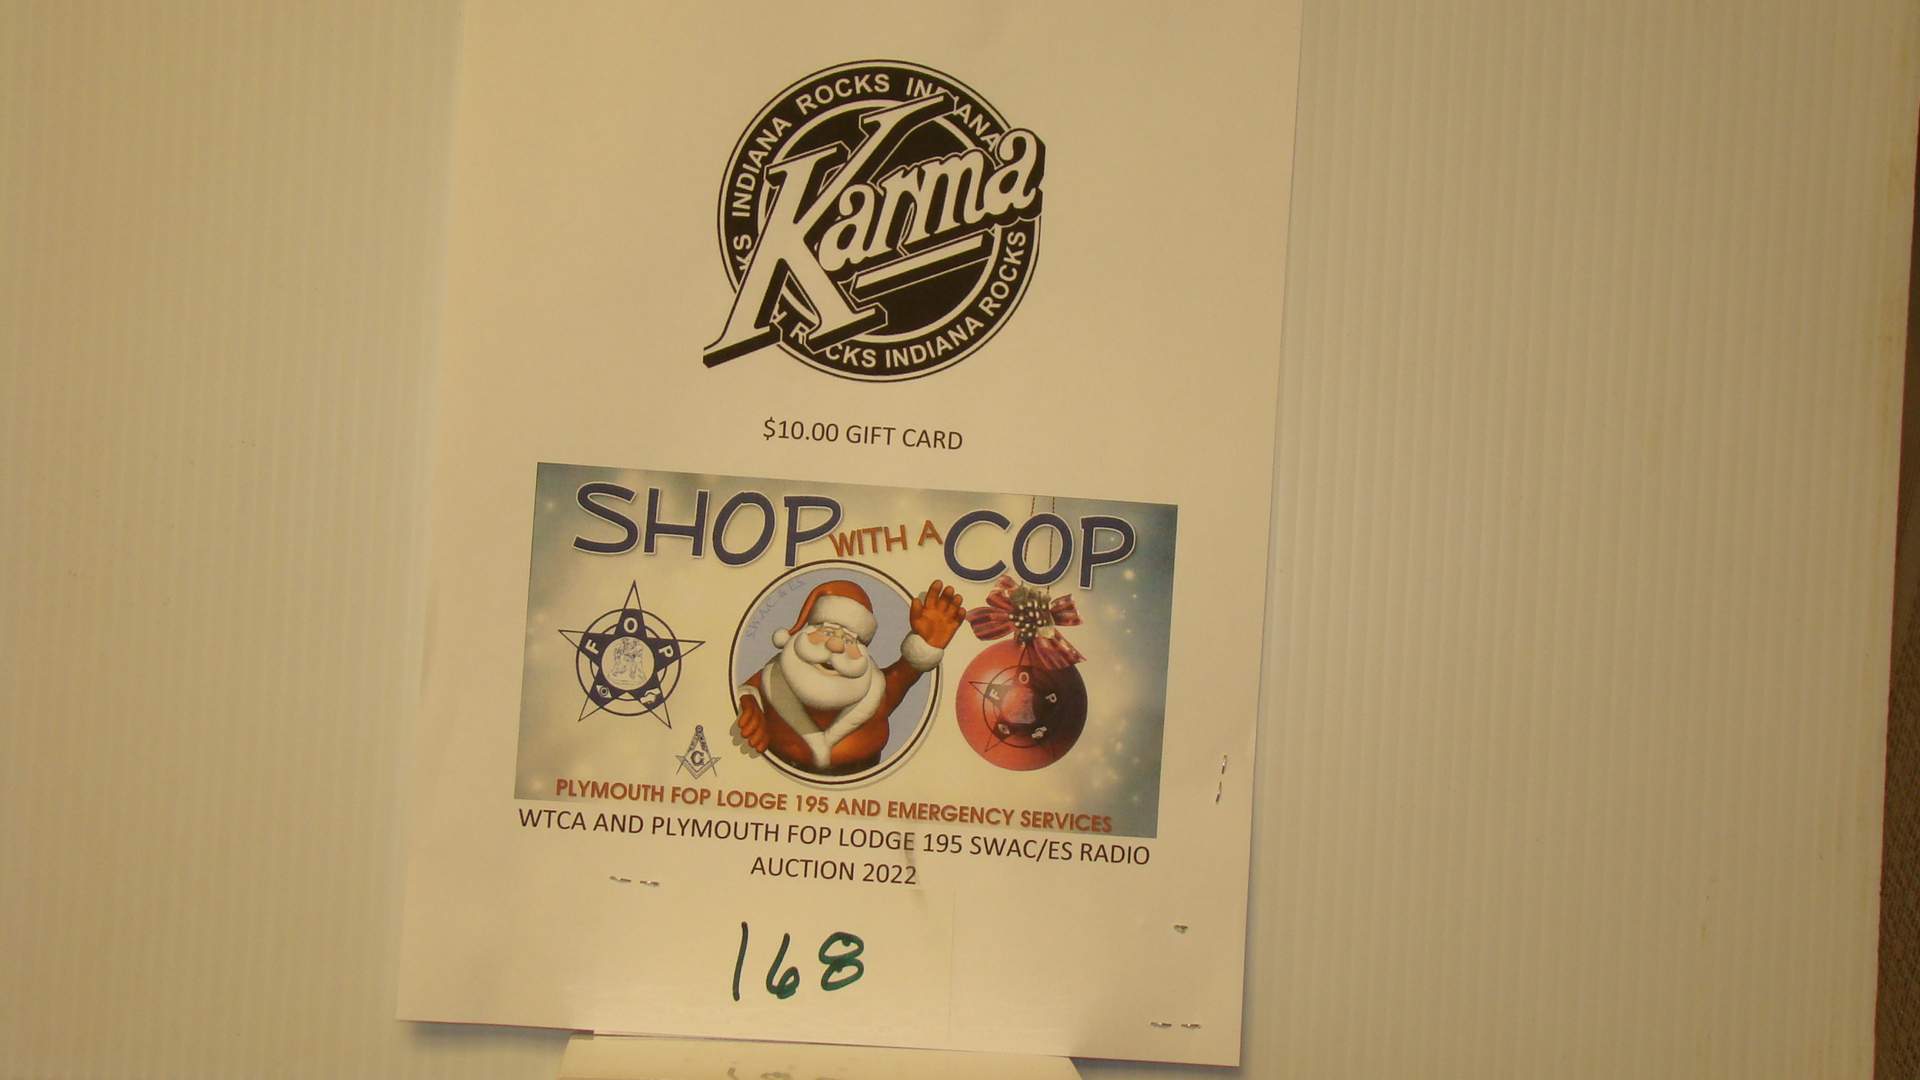 INDIANA ROCKS INDIANA ROCKS INDIANA ROCKS
Karma
$10.00 GIFT CARD
SHOP WITH A COP
S.W.A.C. & E.S.
F O P
F O P
G
PLYMOUTH FOP LODGE 195 AND EMERGENCY SERVICES
WTCA AND PLYMOUTH FOP LODGE 195 SWAC/ES RADIO
AUCTION 2022
168